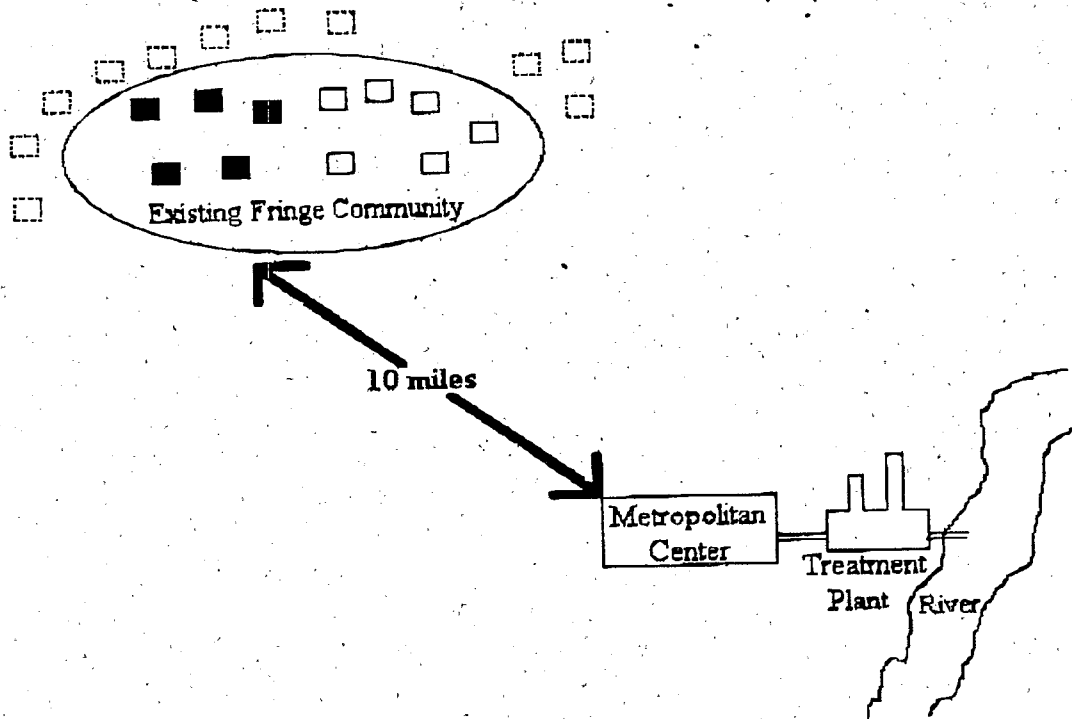 Existing Fringe Community
10 miles
Metropolitan
Center
Treatment
Plant
River